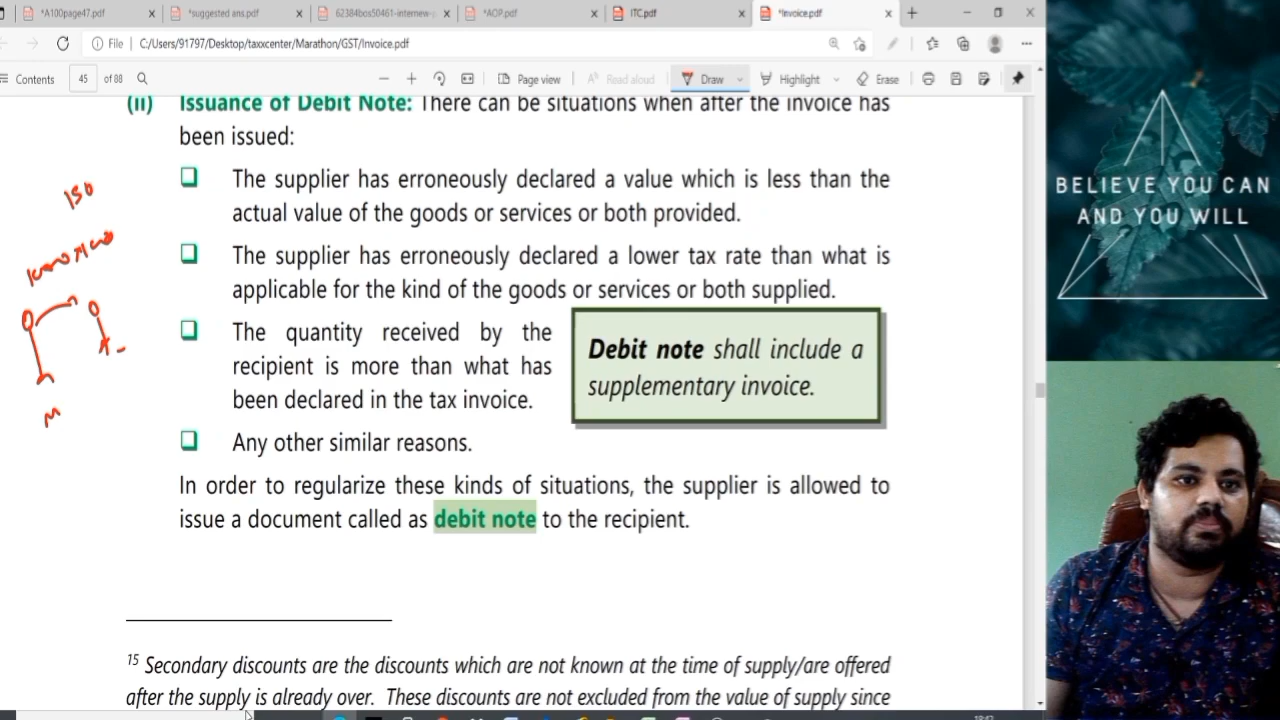 *A100page47.pdf
*suggested ans.pdf
62384bos50461-internew-
*AOP.pdf
ITC.pdf
*Invoice.pdf
File
C:/Users/91797/Desktop/taxxcenter/Marathon/GST/Invoice.pdf
Contents
45
of 88
Page view
Read aloud
Draw
Highlight
Erase
(ii) Issuance of Debit Note: There can be situations when after the invoice has
been issued:
The supplier has erroneously declared a value which is less than the
actual value of the goods or services or both provided.
The supplier has erroneously declared a lower tax rate than what is
applicable for the kind of the goods or services or both supplied.
The quantity received by the
recipient is more than what has
been declared in the tax invoice.
Debit note shall include a
supplementary invoice.
Any other similar reasons.
In order to regularize these kinds of situations, the supplier is allowed to
issue a document called as debit note to the recipient.
15 Secondary discounts are the discounts which are not known at the time of supply/are offered
after the supply is already over. These discounts are not excluded from the value of supply since
150
M
BELIEVE YOU CAN
AND YOU WILL